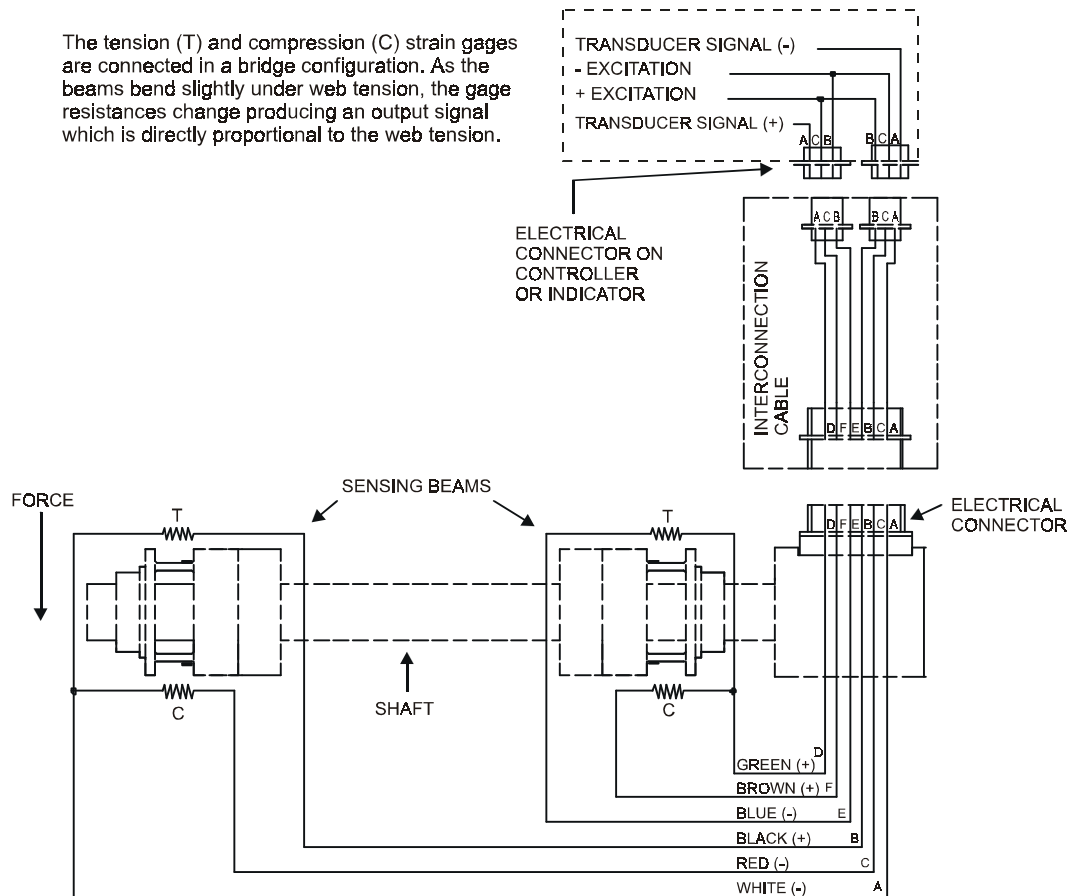 The tension (T) and compression (C) strain gages
are connected in a bridge configuration. As the
beams bend slightly under web tension, the gage
resistances change producing an output signal
which is directly proportional to the web tension.
TRANSDUCER SIGNAL (-)
- EXCITATION
+ EXCITATION
TRANSDUCER SIGNAL (+)
A C B
B C A
ELECTRICAL
CONNECTOR ON
CONTROLLER
OR INDICATOR
A C B
B C A
INTERCONNECTION
CABLE
D F E B C A
FORCE
SENSING BEAMS
ELECTRICAL
CONNECTOR
T
T
D F E B C A
SHAFT
C
C
D
GREEN (+)
BROWN (+) F
BLUE (-) E
BLACK (+) B
RED (-) C
WHITE (-) A